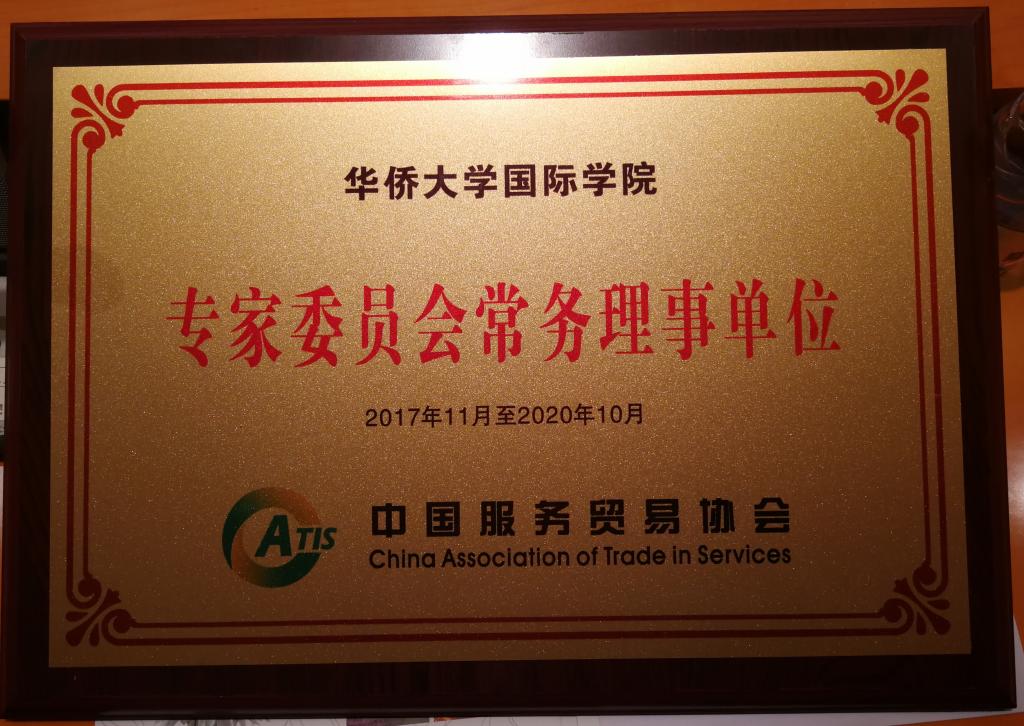 华侨大学国际学院
专家委员会常务理事单位
2017年11月至2020年10月
CATIS
中国服务贸易协会
China Association of Trade in Services